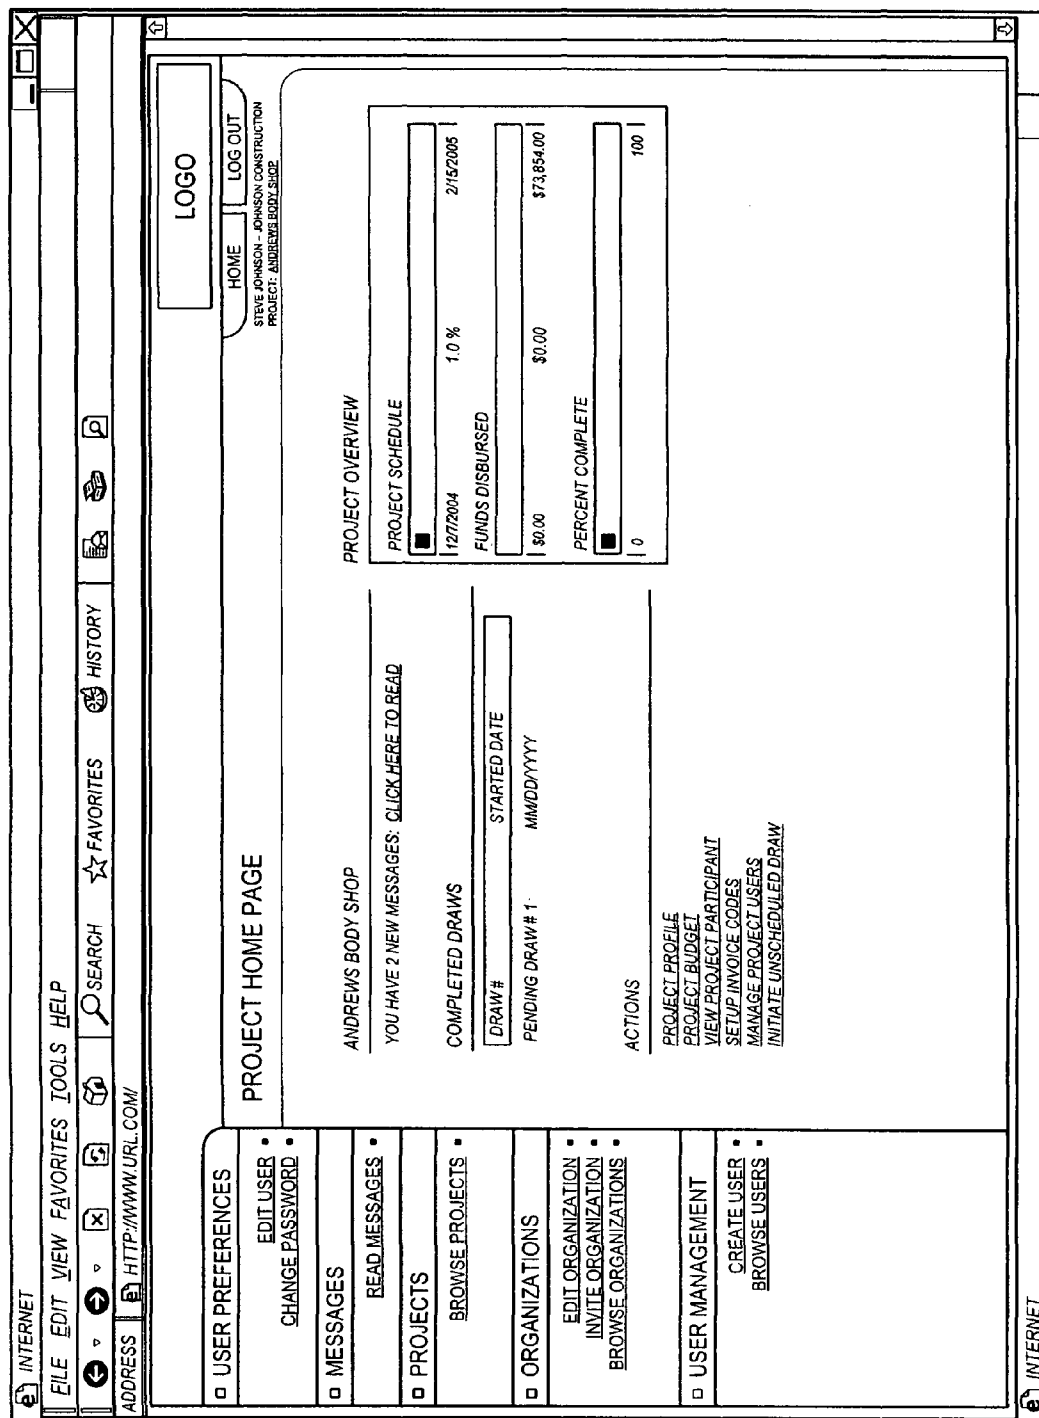 INTERNET
FILE EDIT VIEW FAVORITES TOOLS HELP
SEARCH FAVORITES HISTORY
ADDRESS HTTP://WWW.URL.COM/
LOGO
HOME LOG OUT
STEVE JOHNSON – JOHNSON CONSTRUCTION
PROJECT: ANDREWS BODY SHOP
USER PREFERENCES
EDIT USER
CHANGE PASSWORD
MESSAGES
READ MESSAGES
PROJECTS
BROWSE PROJECTS
ORGANIZATIONS
EDIT ORGANIZATION
INVITE ORGANIZATION
BROWSE ORGANIZATIONS
USER MANAGEMENT
CREATE USER
BROWSE USERS
PROJECT HOME PAGE
ANDREWS BODY SHOP
YOU HAVE 2 NEW MESSAGES: CLICK HERE TO READ
COMPLETED DRAWS
DRAW # STARTED DATE
PENDING DRAW # 1 MM/DD/YYYY
ACTIONS
PROJECT PROFILE
PROJECT BUDGET
VIEW PROJECT PARTICIPANT
SETUP INVOICE CODES
MANAGE PROJECT USERS
INITIATE UNSCHEDULED DRAW
PROJECT OVERVIEW
PROJECT SCHEDULE
12/7/2004 1.0 % 2/15/2005
FUNDS DISBURSED
$0.00 $0.00 $73,854.00
PERCENT COMPLETE
0 100
INTERNET